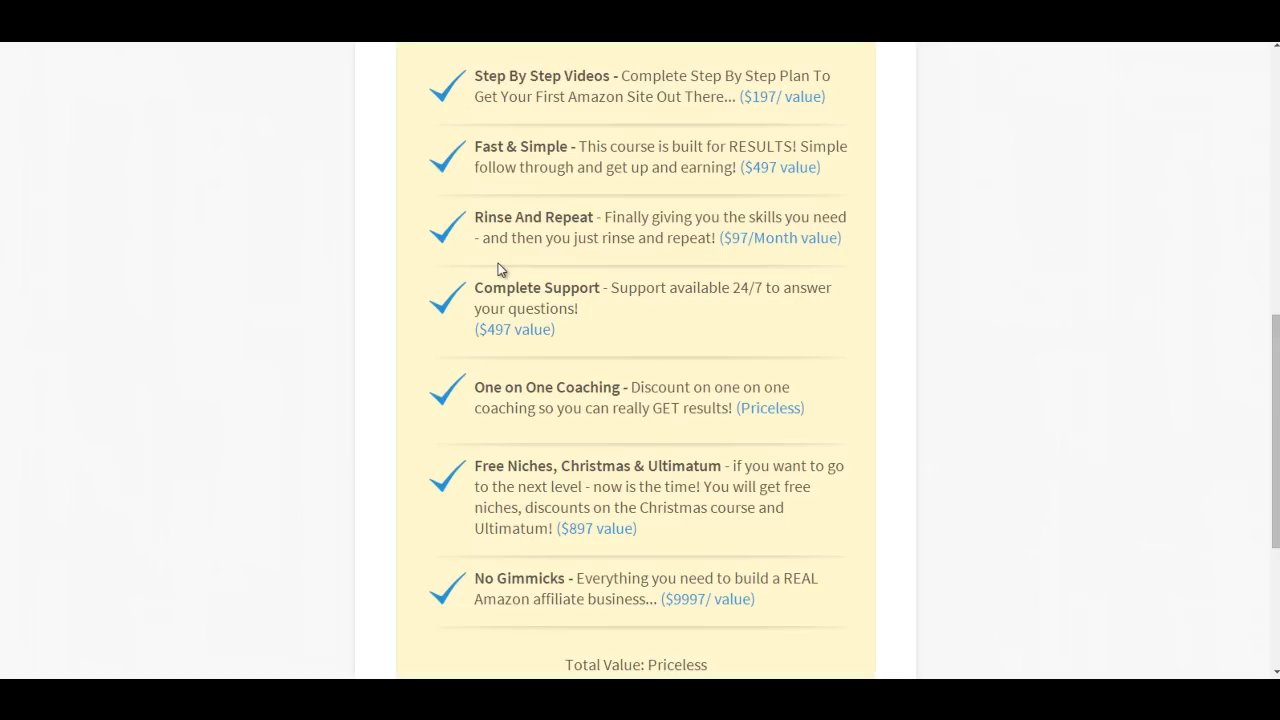 Step By Step Videos - Complete Step By Step Plan To
Get Your First Amazon Site Out There... ($197/ value)
Fast & Simple - This course is built for RESULTS! Simple
follow through and get up and earning! ($497 value)
Rinse And Repeat - Finally giving you the skills you need
- and then you just rinse and repeat! ($97/Month value)
Complete Support - Support available 24/7 to answer
your questions!
($497 value)
One on One Coaching - Discount on one on one
coaching so you can really GET results! (Priceless)
Free Niches, Christmas & Ultimatum - if you want to go
to the next level - now is the time! You will get free
niches, discounts on the Christmas course and
Ultimatum! ($897 value)
No Gimmicks - Everything you need to build a REAL
Amazon affiliate business... ($9997/ value)
Total Value: Priceless